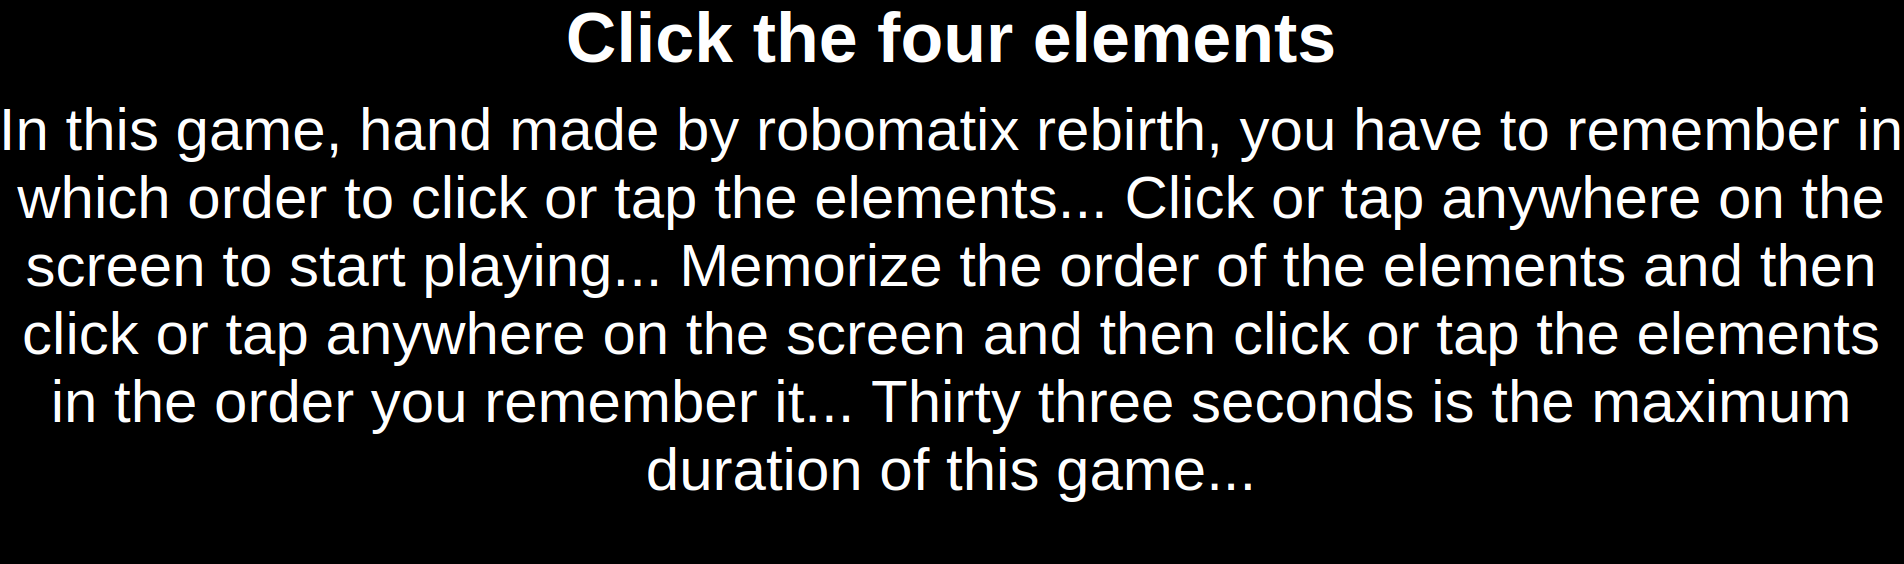 Click the four elements
In this game, hand made by robomatix rebirth, you have to remember in
which order to click or tap the elements... Click or tap anywhere on the
screen to start playing... Memorize the order of the elements and then
click or tap anywhere on the screen and then click or tap the elements
in the order you remember it... Thirty three seconds is the maximum
duration of this game...